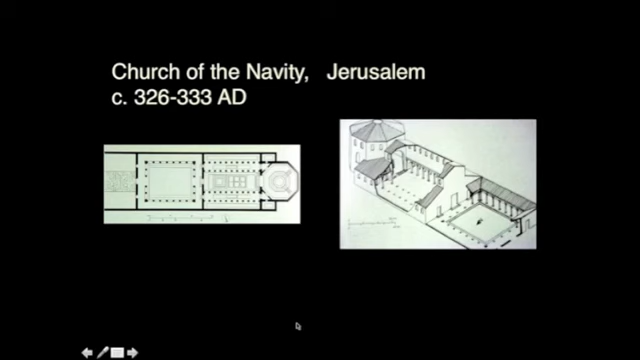 Church of the Navity, Jerusalem
c. 326-333 AD